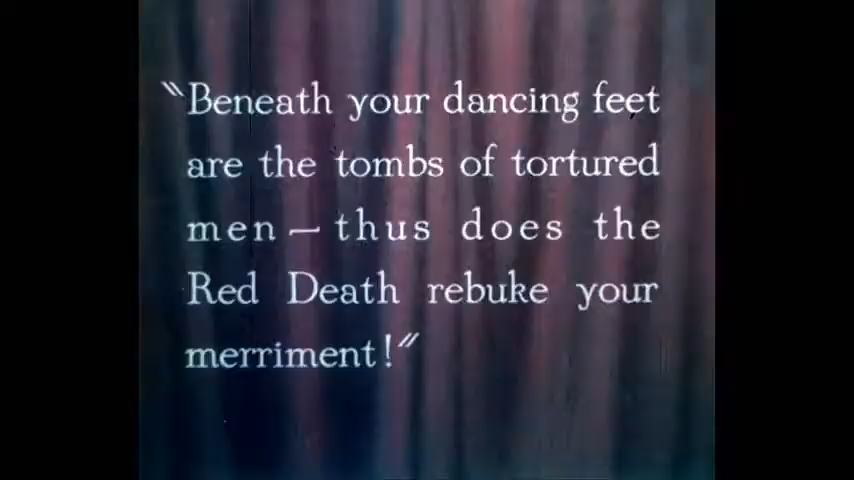 "Beneath your dancing feet
are the tombs of tortured
men — thus does the
Red Death rebuke your
merriment!"